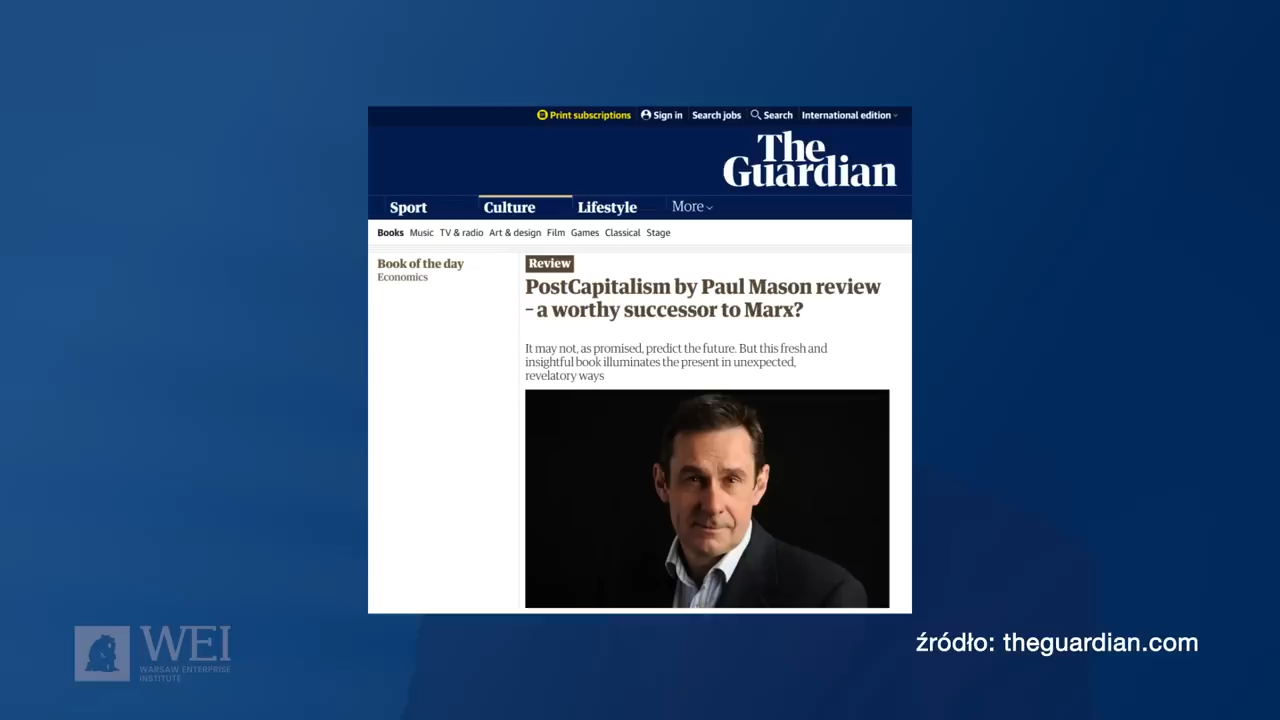 Print subscriptions Sign in Search jobs Search International edition
The
Guardian
Sport Culture Lifestyle More
Books Music TV & radio Art & design Film Games Classical Stage
Book of the day
Economics
Review
PostCapitalism by Paul Mason review
– a worthy successor to Marx?
It may not, as promised, predict the future. But this fresh and
insightful book illuminates the present in unexpected,
revelatory ways
WEI
WARSAW ENTERPRISE
INSTITUTE
źródło: theguardian.com